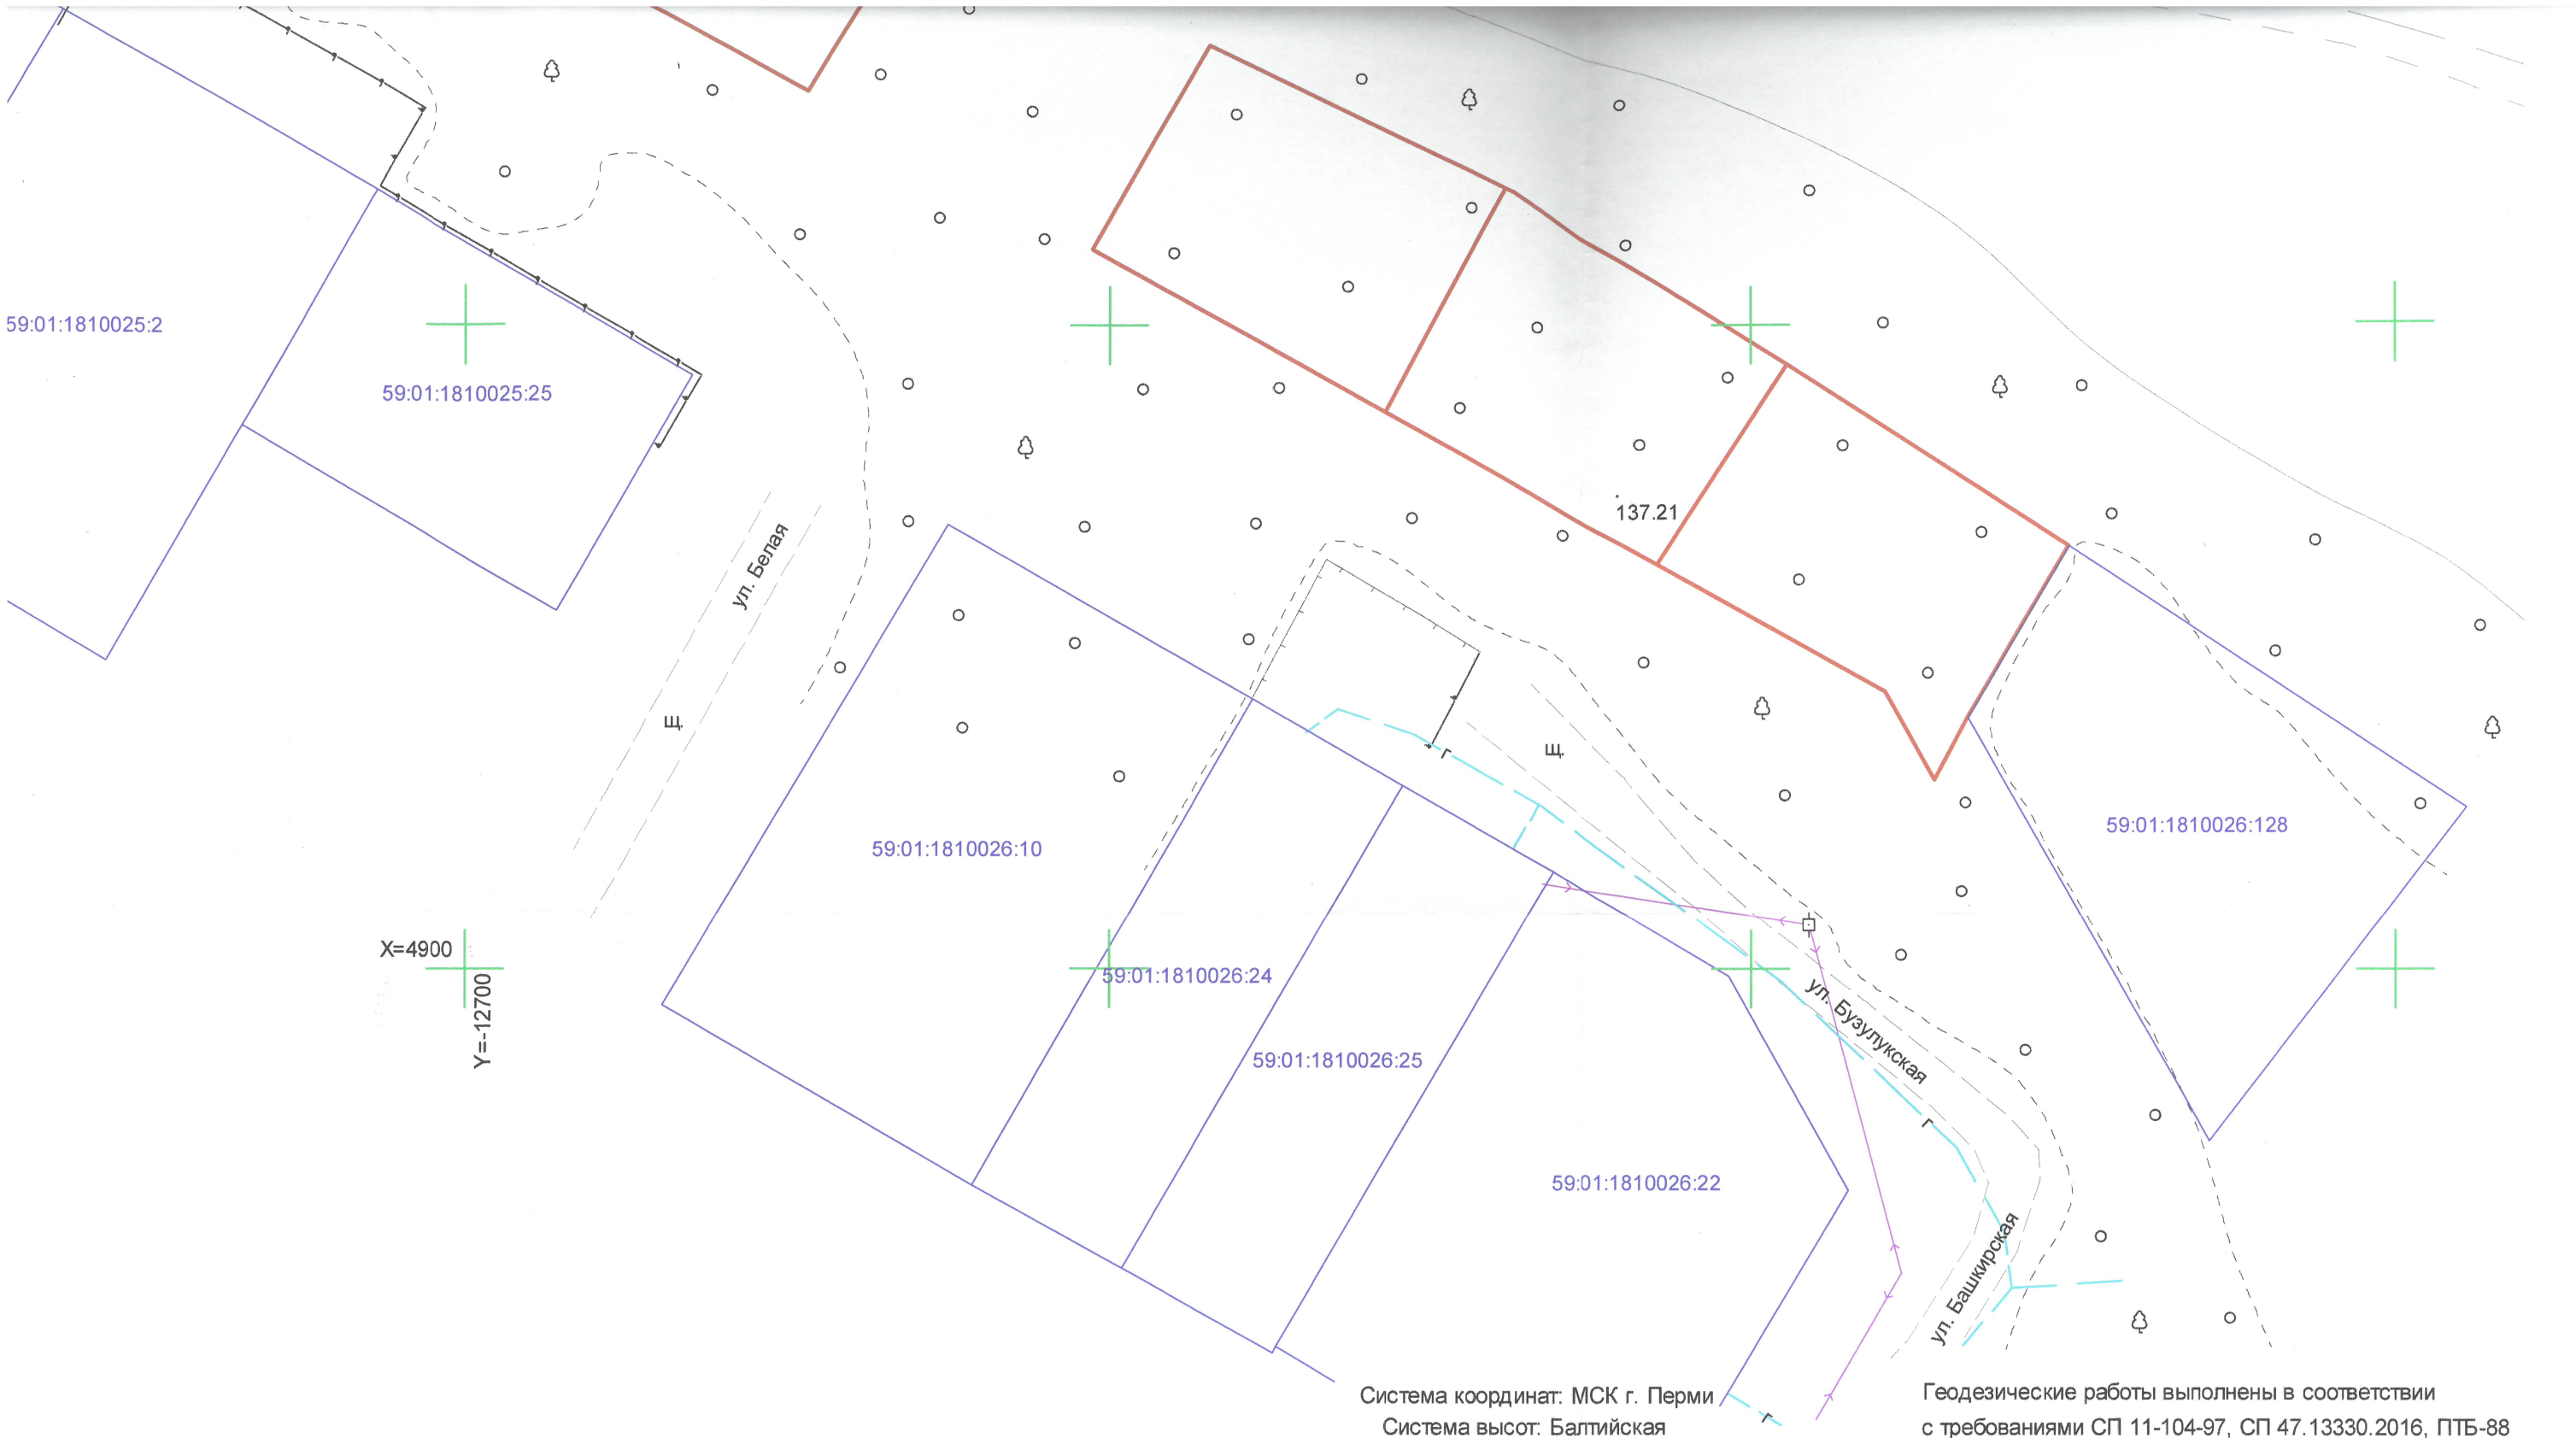 59:01:1810025:2
59:01:1810025:25
137.21
ул. Белая
щ.
щ.
г
59:01:1810026:10
59:01:1810026:128
X=4900
Y=-12700
59:01:1810026:24
59:01:1810026:25
ул. Бузулукская
г
59:01:1810026:22
ул. Башкирская
г
Система координат: МСК г. Перми
Система высот: Балтийская
Геодезические работы выполнены в соответствии
с требованиями СП 11-104-97, СП 47.13330.2016, ПТБ-88